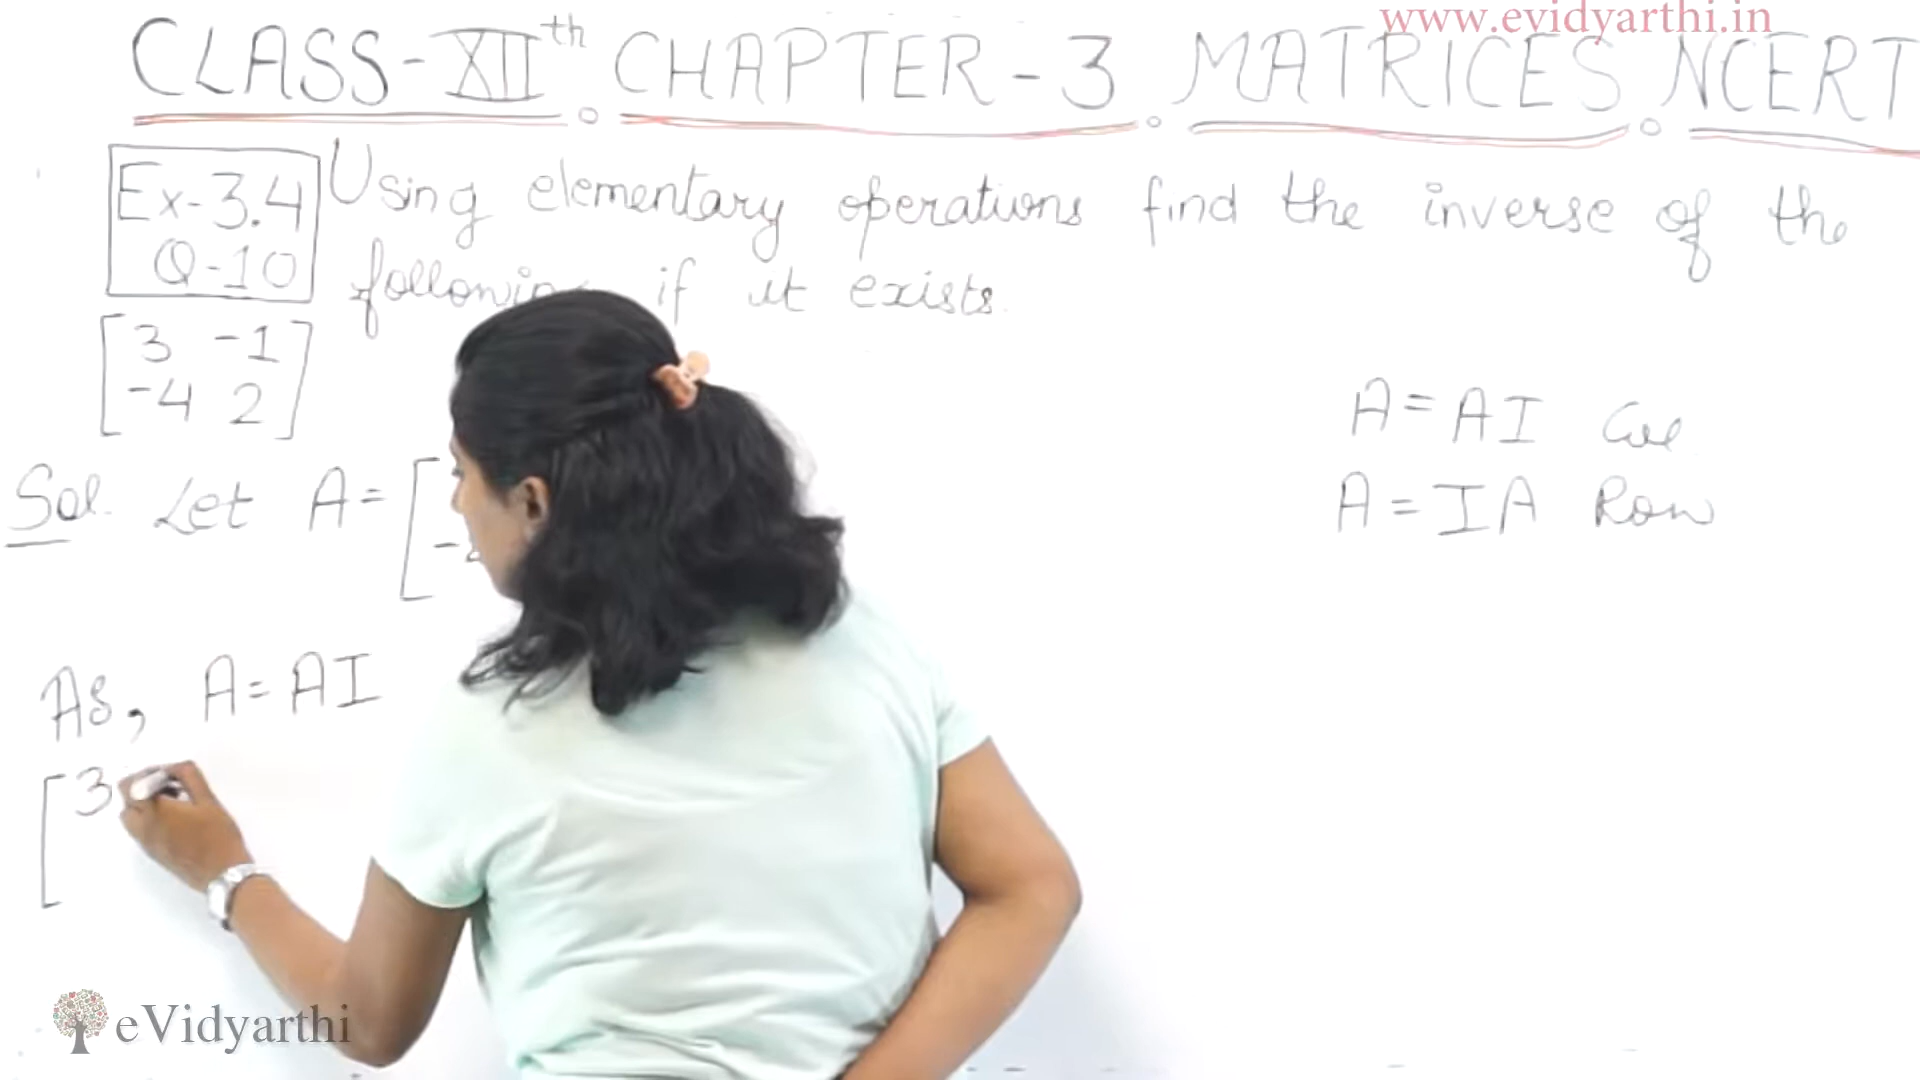 www.evidyarthi.in
CLASS-XIIth CHAPTER-3 MATRICES NCERT
Ex-3.4
Q-10
Using elementary operations find the inverse of the
if it exists.
[3 -1
-4 2]
Sol. Let A = [
As, A = AI
[3
A = AI
A = IA Row
eVidyarthi